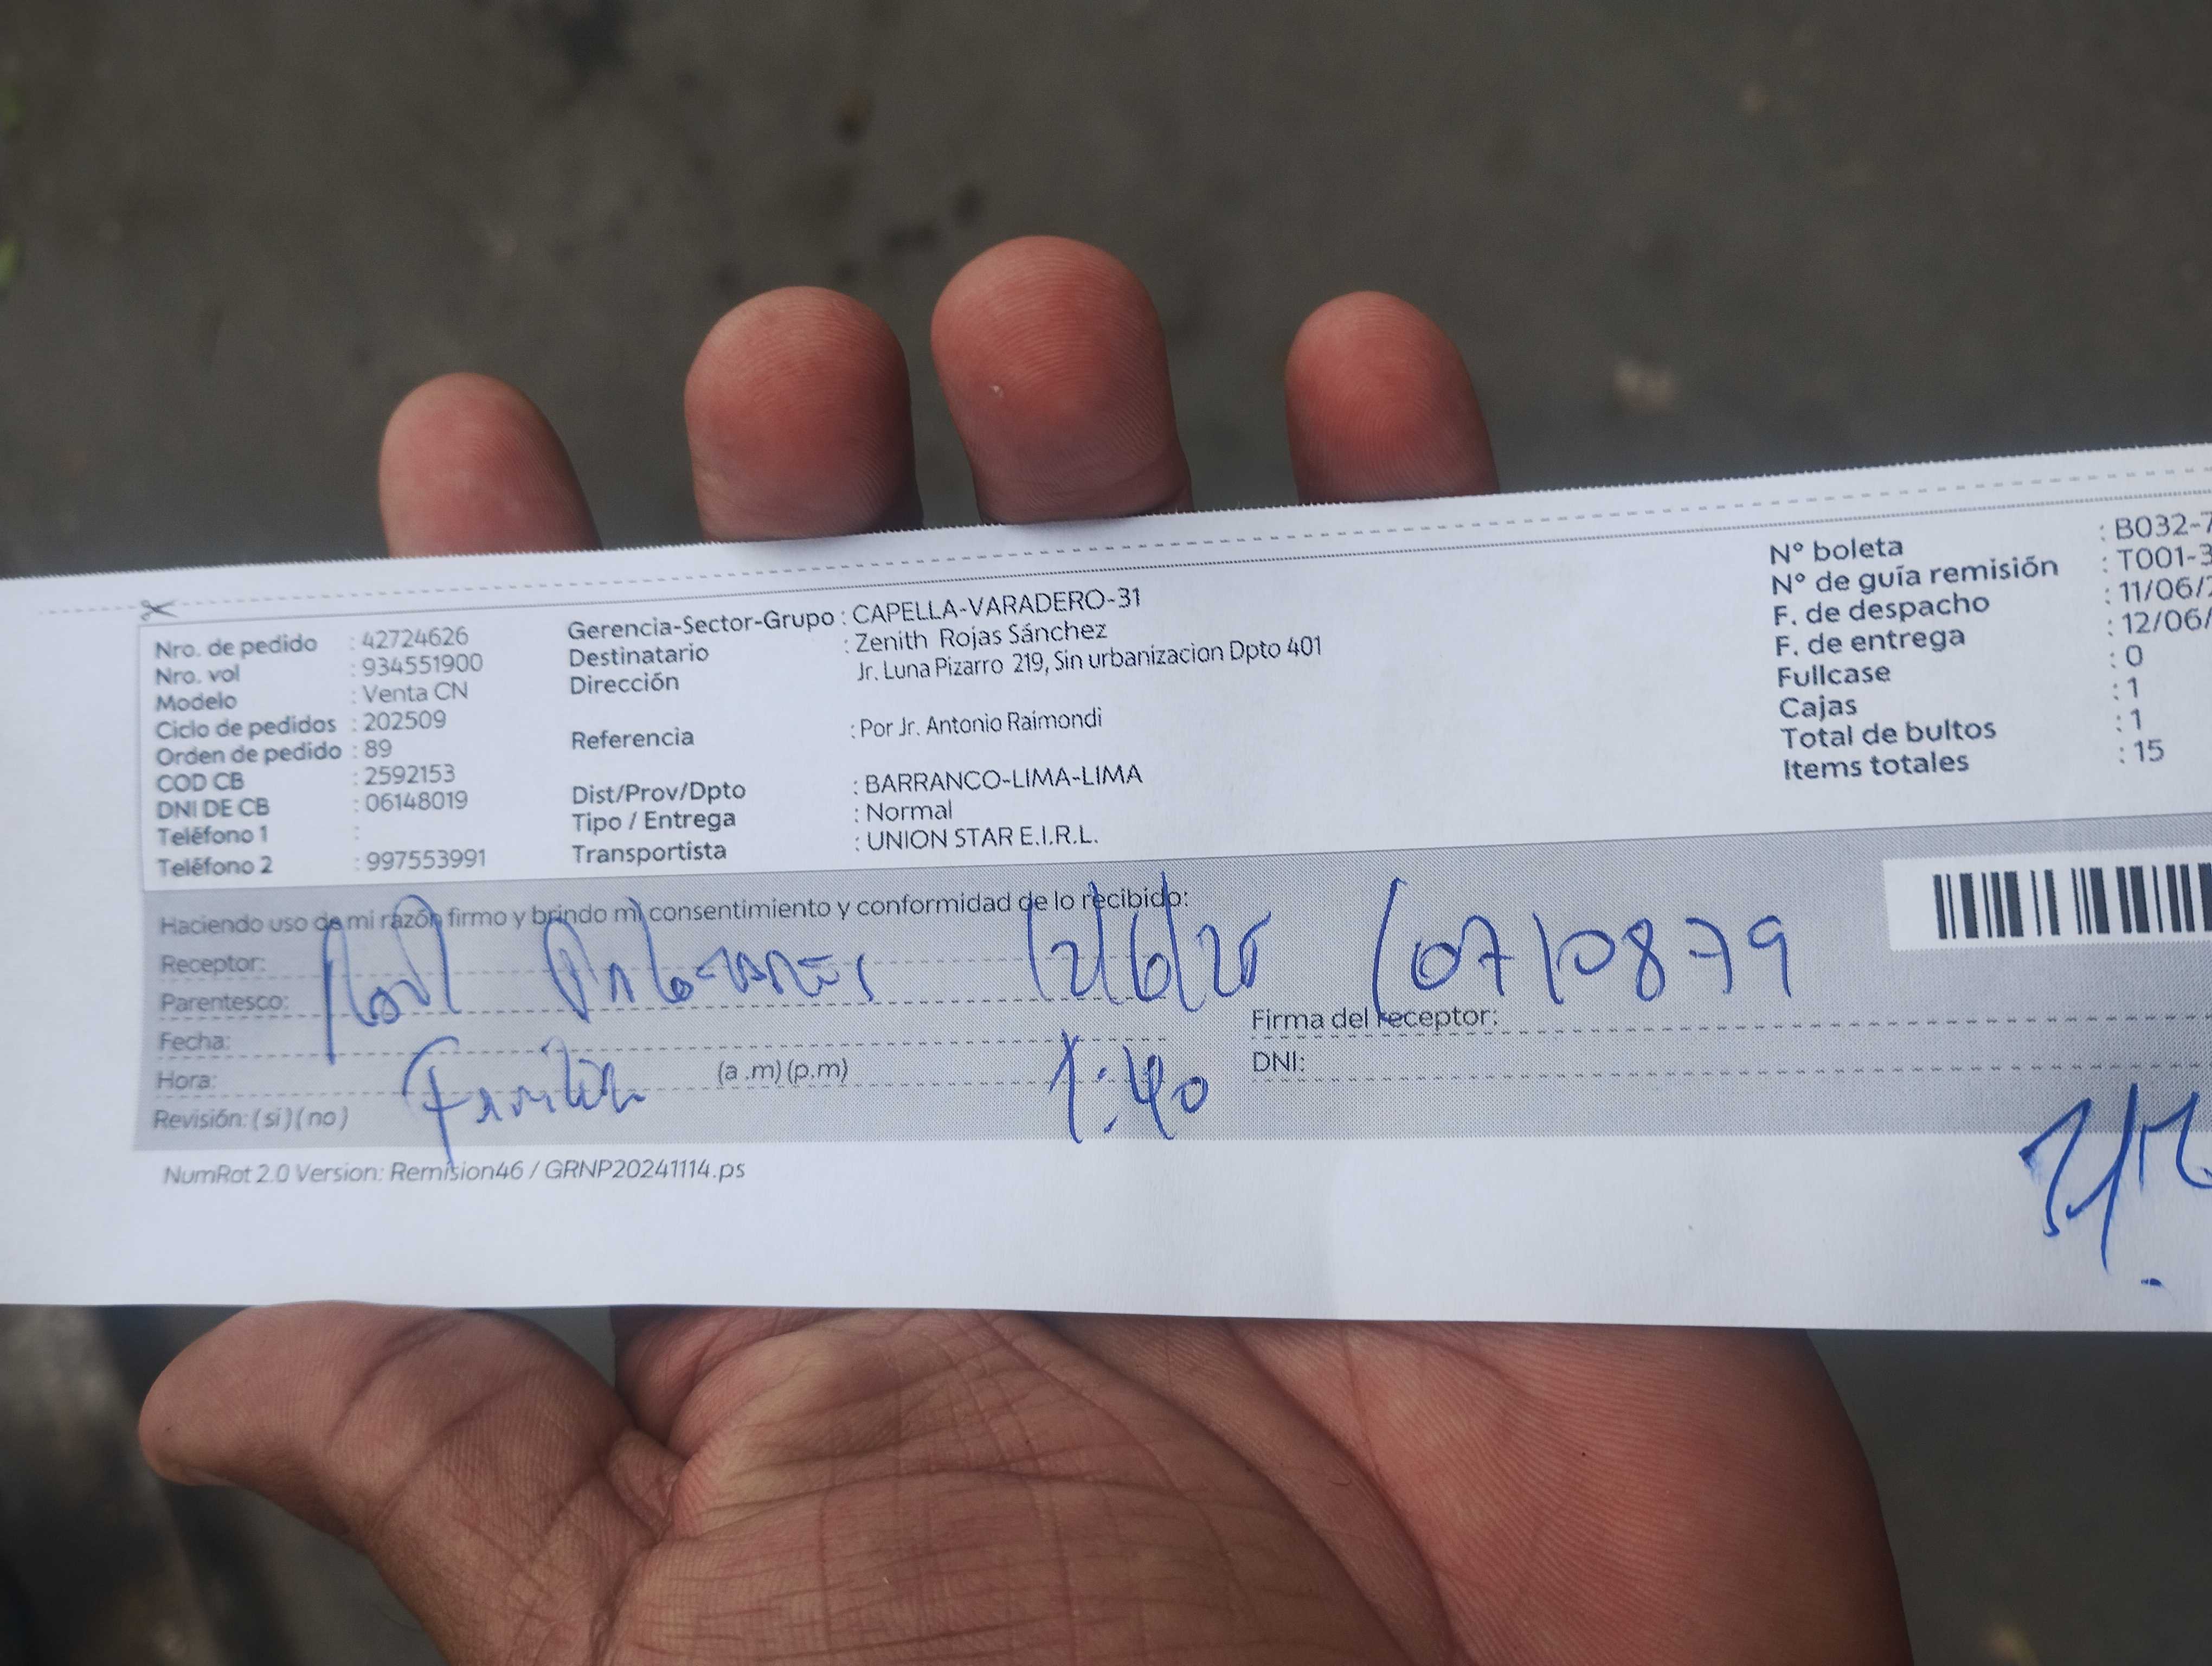 Nro. de pedido : 42724626
Nro. vol : 934551900
Modelo : Venta CN
Ciclo de pedidos : 202509
Orden de pedido : 89
COD CB : 2592153
DNI DE CB : 06148019
Teléfono 1 :
Teléfono 2 : 997553991
Gerencia-Sector-Grupo : CAPELLA-VARADERO-31
Destinatario : Zenith Rojas Sánchez
Dirección Jr. Luna Pizarro 219, Sin urbanizacion Dpto 401
Referencia : Por Jr. Antonio Raimondi
Dist/Prov/Dpto : BARRANCO-LIMA-LIMA
Tipo / Entrega : Normal
Transportista : UNION STAR E.I.R.L.
N° boleta : B032-7
N° de guía remisión : T001-3
F. de despacho : 11/06/
F. de entrega : 12/06/
Fullcase : 0
Cajas : 1
Total de bultos : 1
Items totales : 15
Haciendo uso de mi razón firmo y brindo mi consentimiento y conformidad de lo recibido:
Receptor: 12/6/25 10710879
Parentesco:
Firma del receptor:
Fecha:
Hora: Familia (a .m) (p.m) 1:40 DNI:
Revisión: ( si ) ( no )
NumRot 2.0 Version: Remision46 / GRNP20241114.ps